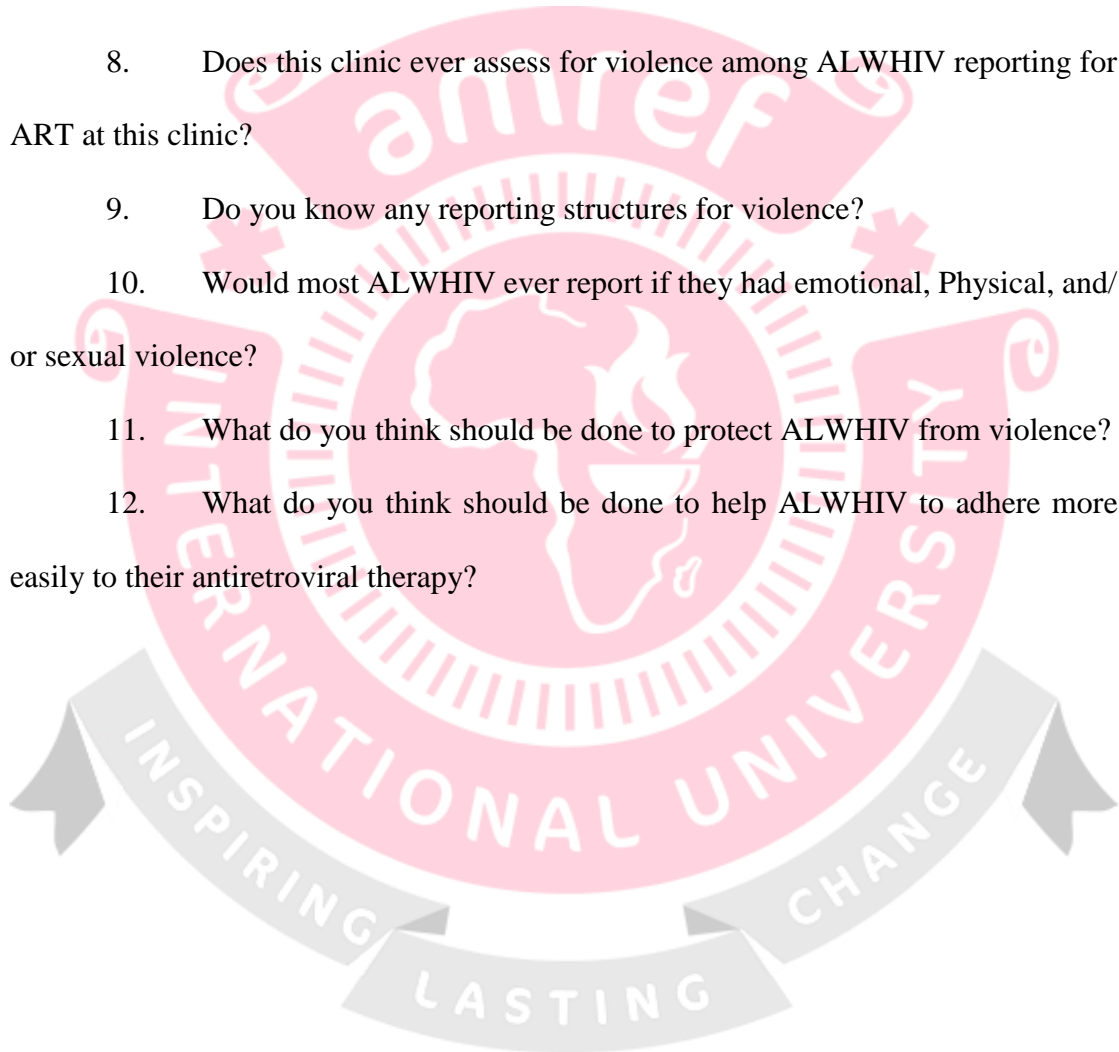 8. Does this clinic ever assess for violence among ALWHIV reporting for
ART at this clinic?
9. Do you know any reporting structures for violence?
10. Would most ALWHIV ever report if they had emotional, Physical, and/
or sexual violence?
11. What do you think should be done to protect ALWHIV from violence?
12. What do you think should be done to help ALWHIV to adhere more
easily to their antiretroviral therapy?
amref
INTERNATIONAL UNIVERSITY
INSPIRING LASTING CHANGE